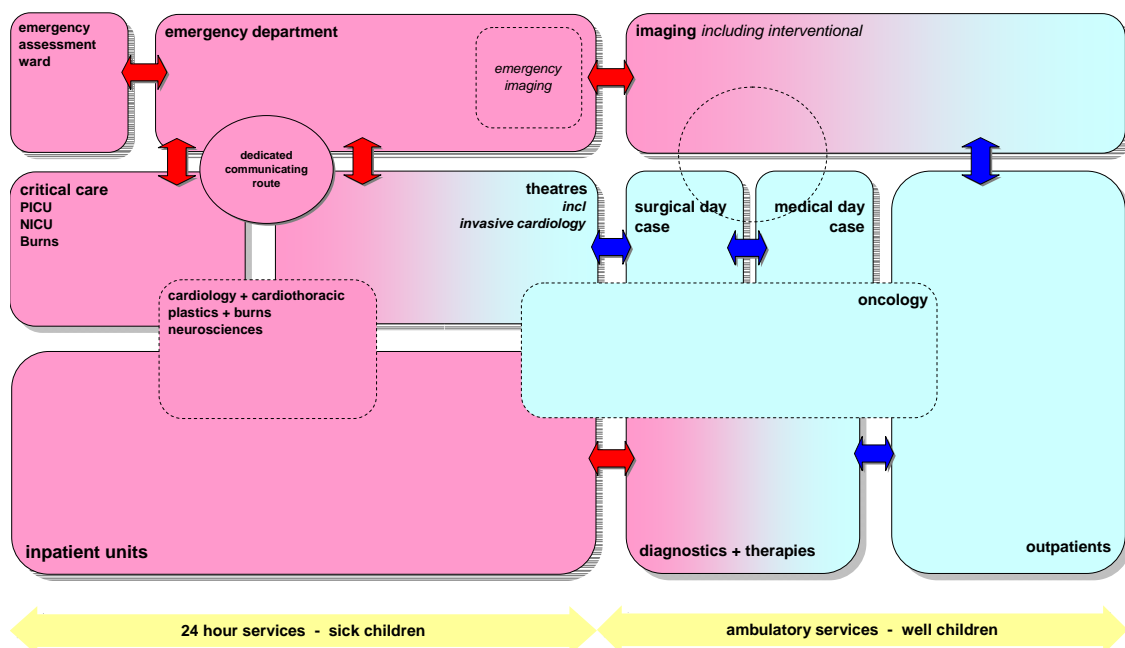 emergency
assessment
ward
emergency department
emergency
imaging
imaging including interventional
dedicated
communicating
route
critical care
PICU
NICU
Burns
theatres
incl
invasive cardiology
surgical day
case
medical day
case
cardiology + cardiothoracic
plastics + burns
neurosciences
oncology
inpatient units
diagnostics + therapies
outpatients
24 hour services - sick children
ambulatory services - well children